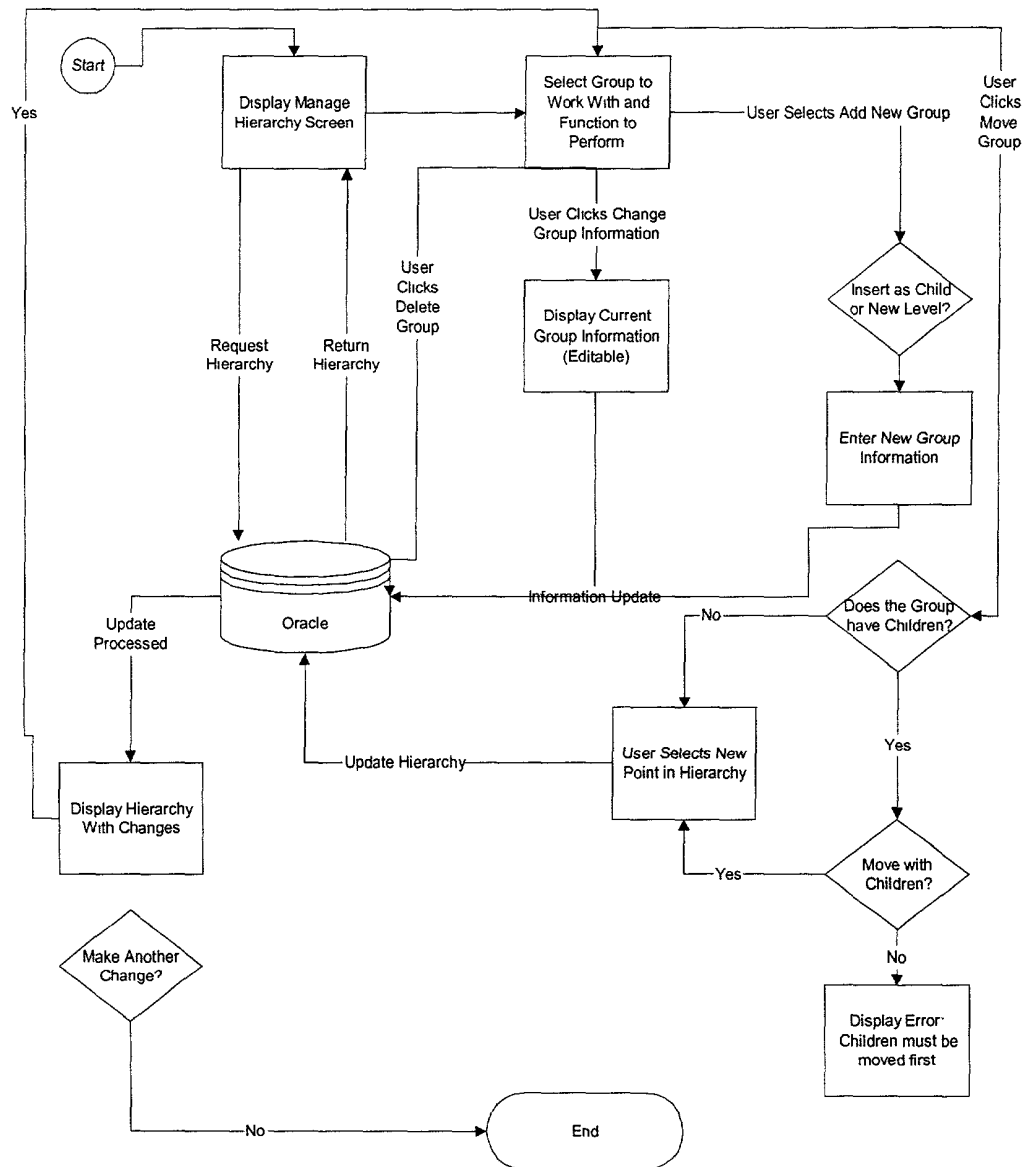 Start
Display Manage
Hierarchy Screen
Select Group to
Work With and
Function to
Perform
User
Clicks
Move
Group
Yes
User Selects Add New Group
User Clicks Change
Group Information
User
Clicks
Delete
Group
Insert as Child
or New Level?
Display Current
Group Information
(Editable)
Request
Hierarchy
Return
Hierarchy
Enter New Group
Information
Information Update
Oracle
Update
Processed
No
Does the Group
have Children?
User Selects New
Point in Hierarchy
Yes
Update Hierarchy
Display Hierarchy
With Changes
Yes
Move with
Children?
Make Another
Change?
No
Display Error:
Children must be
moved first
No
End